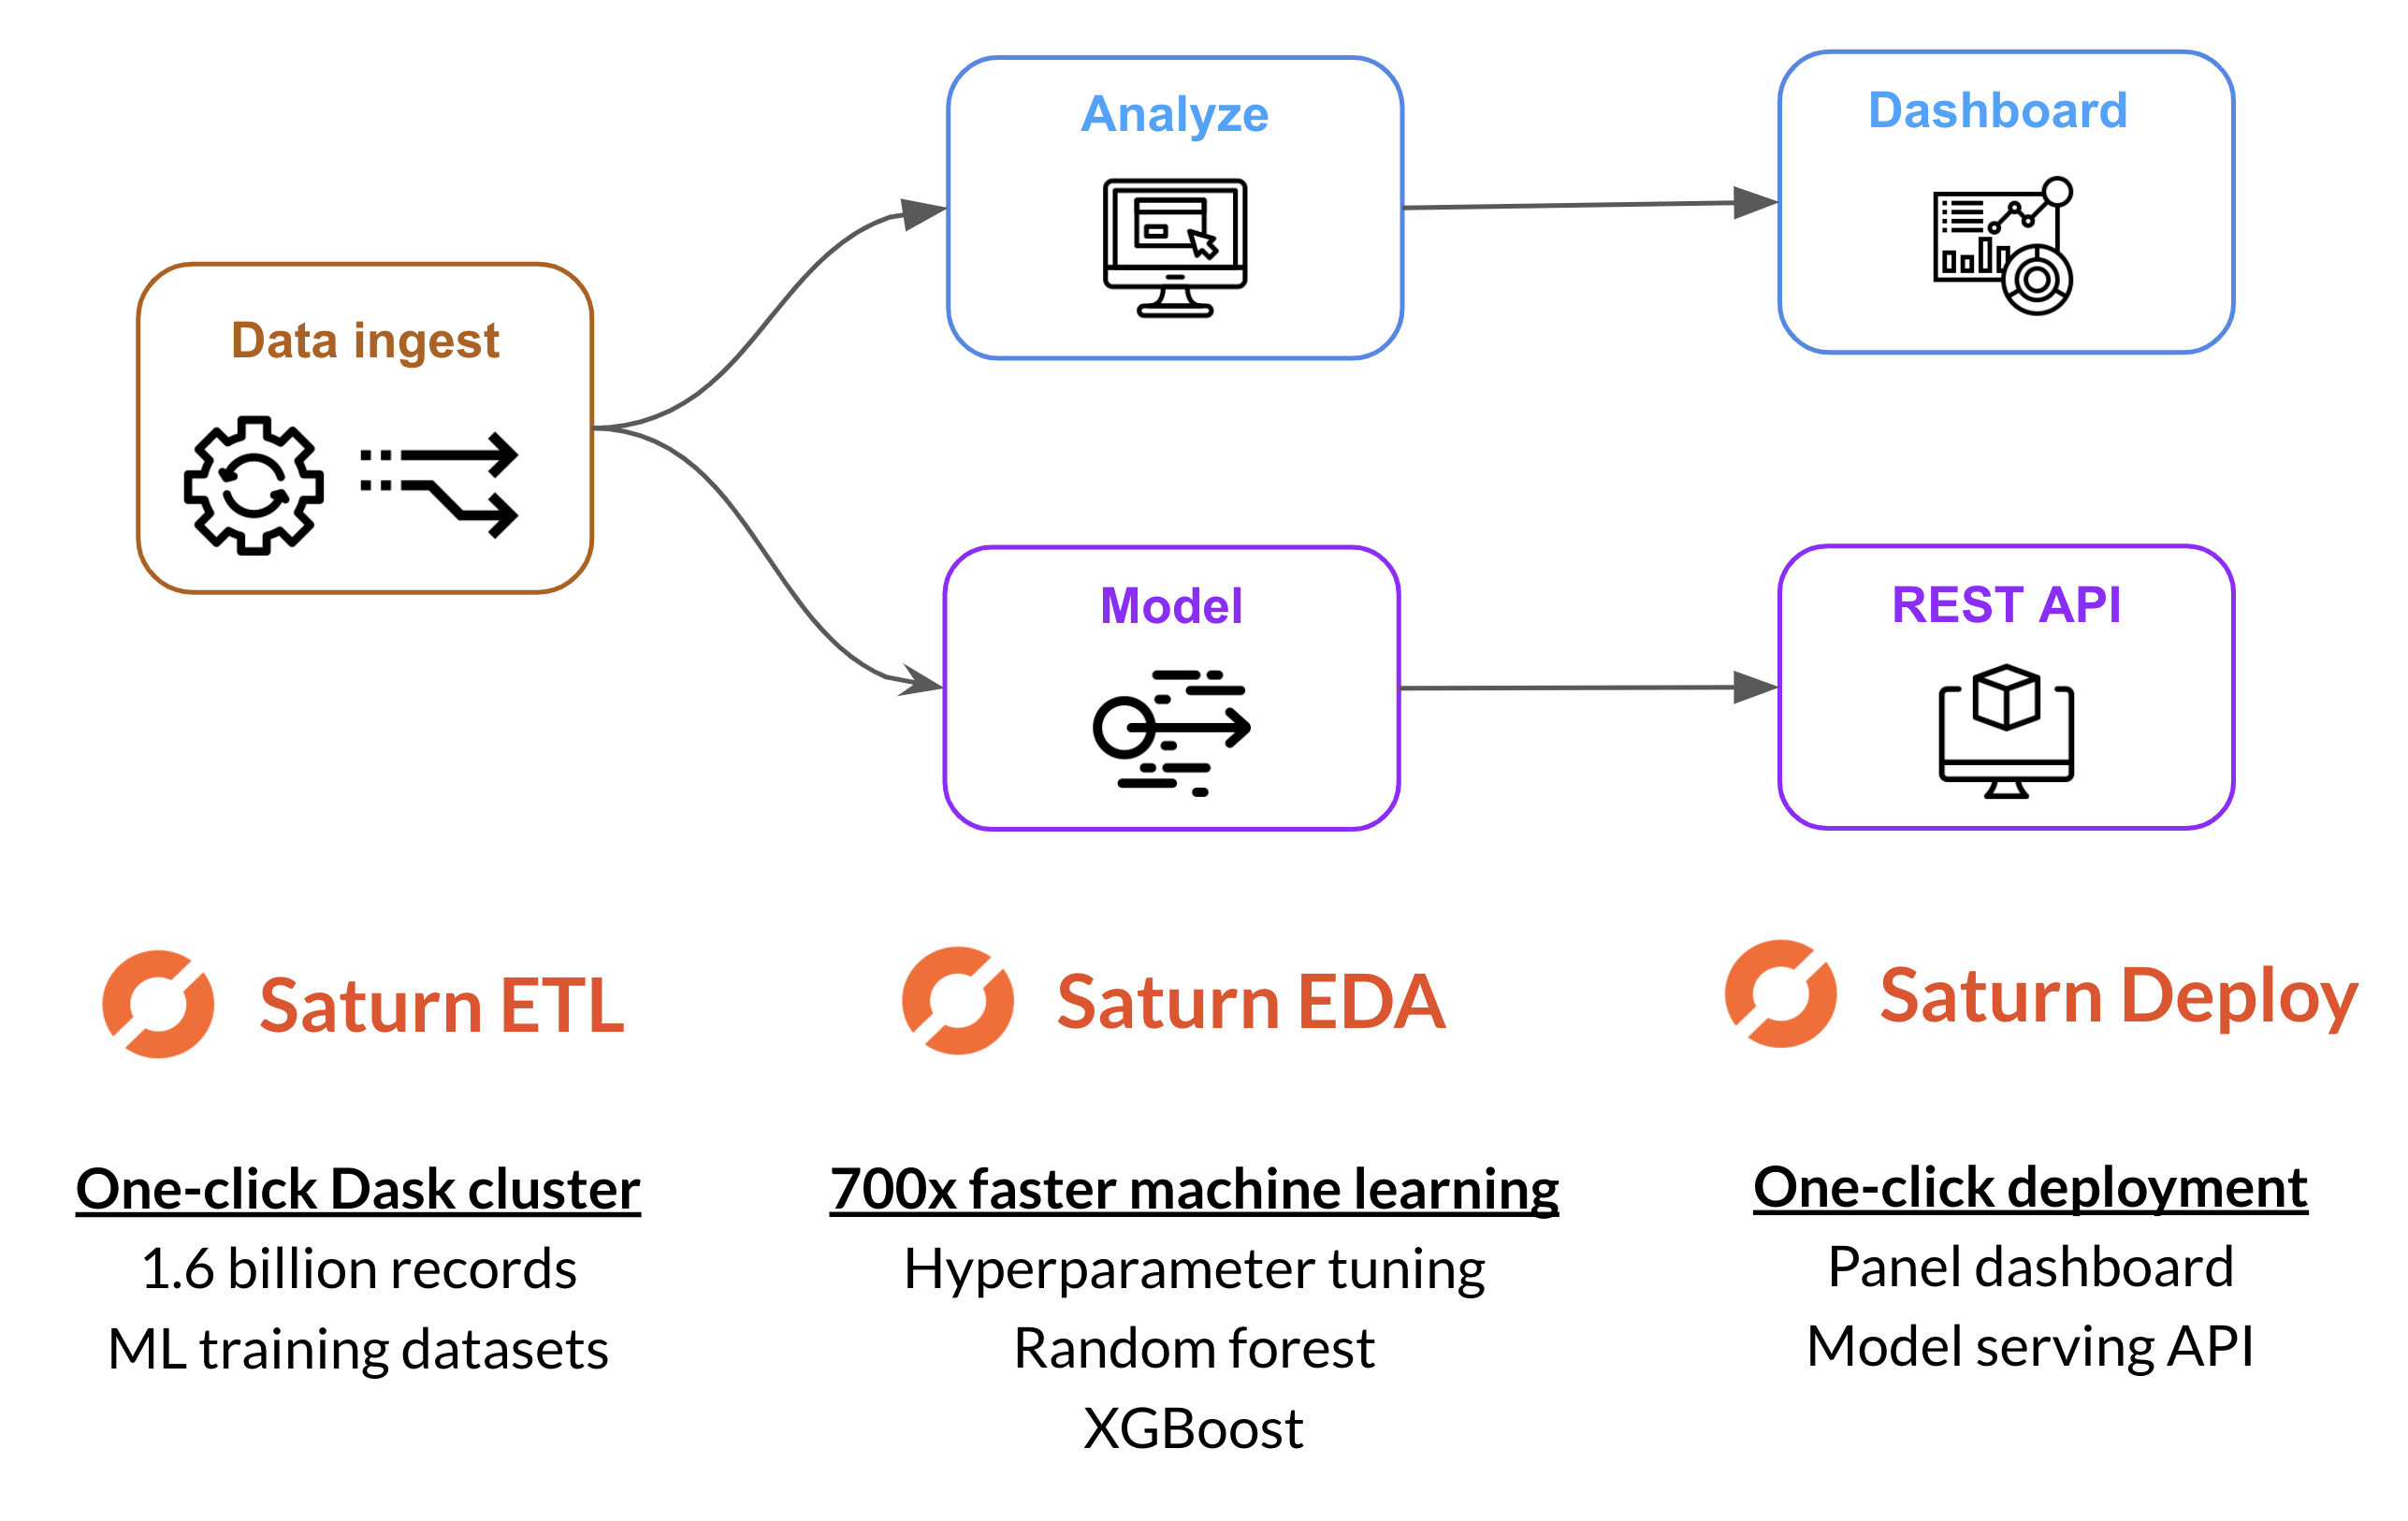 Analyze
Dashboard
Data ingest
Model
REST API
Saturn ETL
Saturn EDA
Saturn Deploy
One-click Dask cluster
1.6 billion records
ML training datasets
700x faster machine learning
Hyperparameter tuning
Random forest
XGBoost
One-click deployment
Panel dashboard
Model serving API